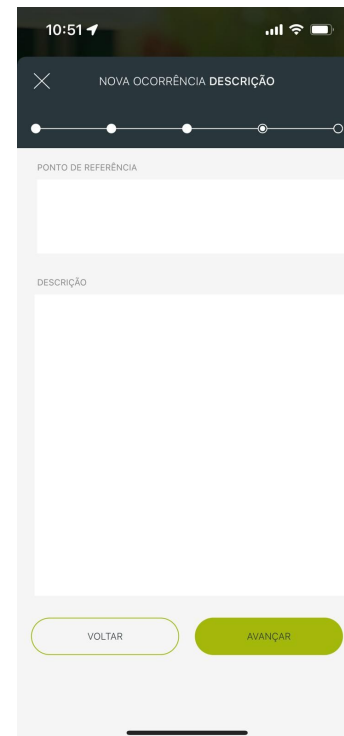 10:51
NOVA OCORRÊNCIA DESCRIÇÃO
PONTO DE REFERÊNCIA
DESCRIÇÃO
VOLTAR
AVANÇAR